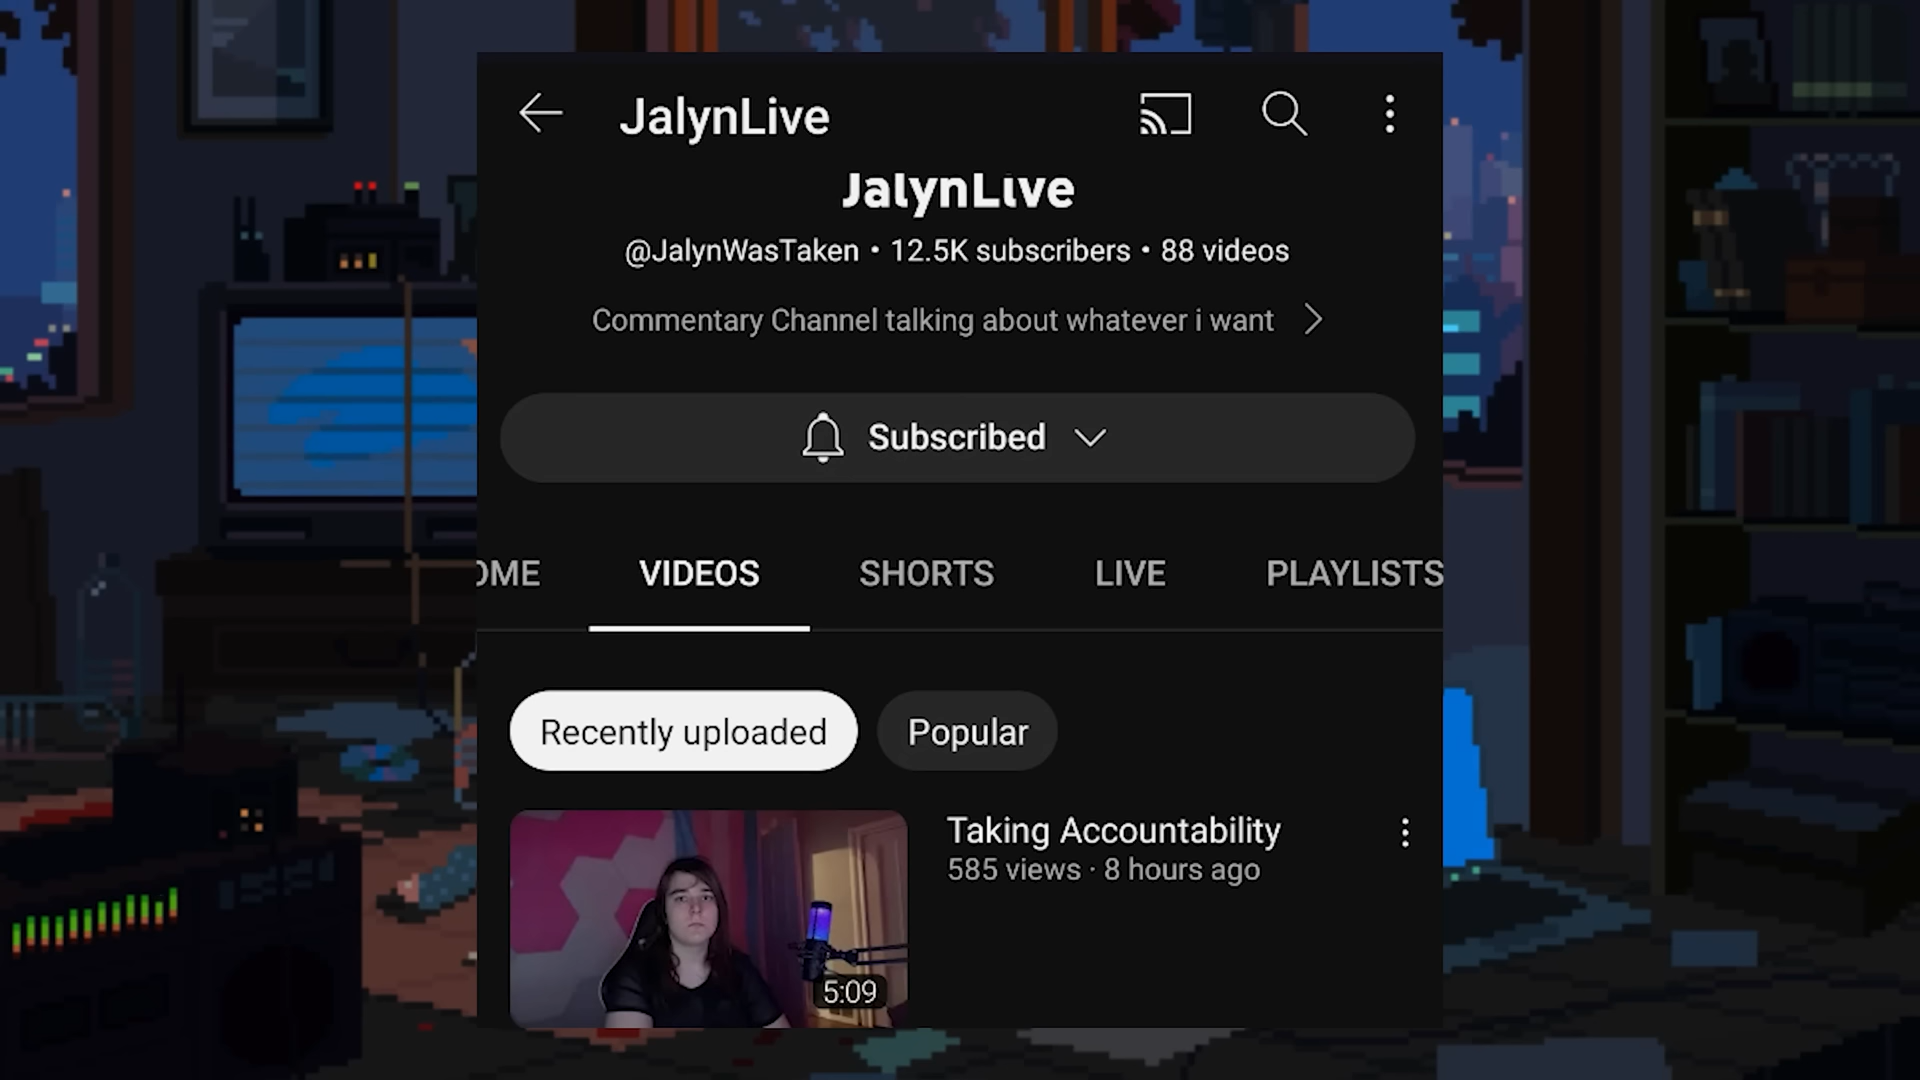 JalynLive
JalynLive
@JalynWasTaken • 12.5K subscribers • 88 videos
Commentary Channel talking about whatever i want
Subscribed
OME VIDEOS SHORTS LIVE PLAYLISTS
Recently uploaded Popular
Taking Accountability
585 views · 8 hours ago
5:09